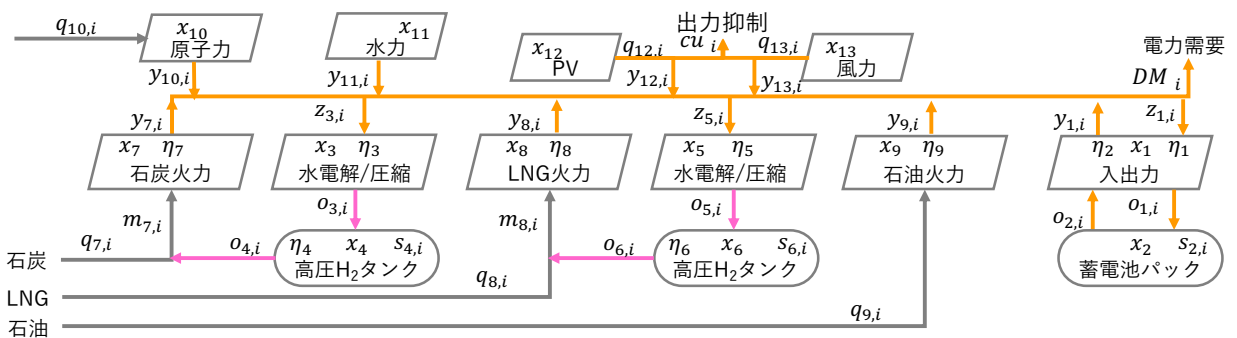 q₁₀,ᵢ
x₁₀
原子力
y₁₀,ᵢ
x₁₁
水力
y₁₁,ᵢ
x₁₂
PV
q₁₂,ᵢ
出力抑制
cu ᵢ
q₁₃,ᵢ
x₁₃
風力
y₁₂,ᵢ
y₁₃,ᵢ
電力需要
DM ᵢ
y₇,ᵢ
z₃,ᵢ
y₈,ᵢ
z₅,ᵢ
y₉,ᵢ
y₁,ᵢ
z₁,ᵢ
x₇ η₇
石炭火力
x₃ η₃
水電解/圧縮
x₈ η₈
LNG火力
x₅ η₅
水電解/圧縮
x₉ η₉
石油火力
η₂ x₁ η₁
入出力
m₇,ᵢ
o₃,ᵢ
m₈,ᵢ
o₅,ᵢ
o₂,ᵢ
o₁,ᵢ
q₇,ᵢ
石炭
o₄,ᵢ
η₄ x₄ s₄,ᵢ
高圧H₂タンク
o₆,ᵢ
η₆ x₆ s₆,ᵢ
高圧H₂タンク
x₂ s₂,ᵢ
蓄電池パック
LNG
q₈,ᵢ
石油
q₉,ᵢ